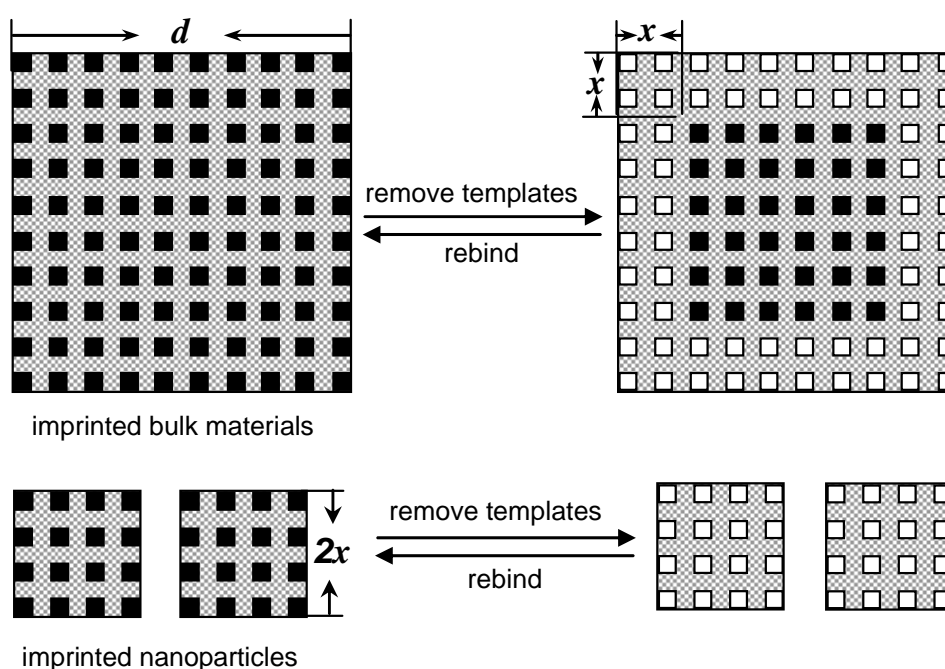 d
x
x
remove templates
rebind
imprinted bulk materials
remove templates
2x
rebind
imprinted nanoparticles